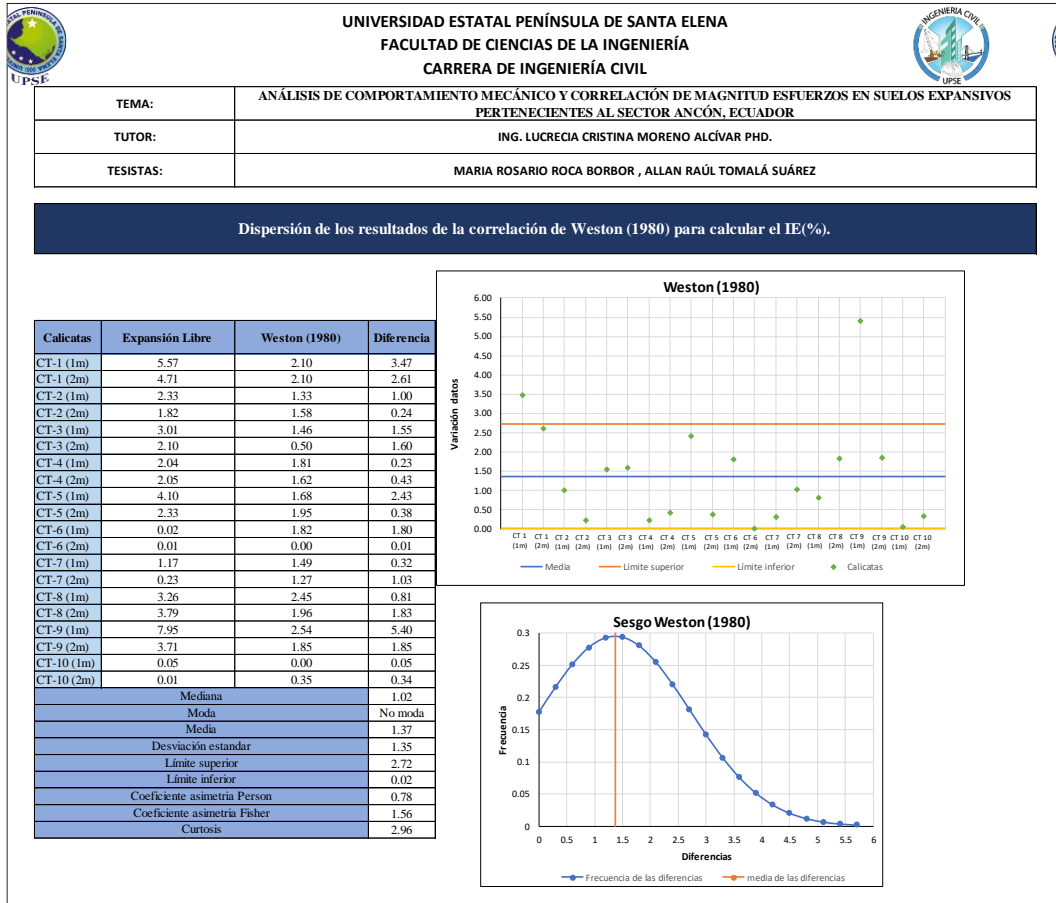 UNIVERSIDAD ESTATAL PENÍNSULA DE SANTA ELENA
FACULTAD DE CIENCIAS DE LA INGENIERÍA
CARRERA DE INGENIERÍA CIVIL
UPSE
INGENIERIA CIVIL
UPSE
TEMA: ANÁLISIS DE COMPORTAMIENTO MECÁNICO Y CORRELACIÓN DE MAGNITUD ESFUERZOS EN SUELOS EXPANSIVOS
PERTENECIENTES AL SECTOR ANCÓN, ECUADOR
TUTOR: ING. LUCRECIA CRISTINA MORENO ALCÍVAR PHD.
TESISTAS: MARIA ROSARIO ROCA BORBOR , ALLAN RAÚL TOMALÁ SUÁREZ
Dispersión de los resultados de la correlación de Weston (1980) para calcular el IE(%).
Calicatas Expansión Libre Weston (1980) Diferencia
CT-1 (1m) 5.57 2.10 3.47
CT-1 (2m) 4.71 2.10 2.61
CT-2 (1m) 2.33 1.33 1.00
CT-2 (2m) 1.82 1.58 0.24
CT-3 (1m) 3.01 1.46 1.55
CT-3 (2m) 2.10 0.50 1.60
CT-4 (1m) 2.04 1.81 0.23
CT-4 (2m) 2.05 1.62 0.43
CT-5 (1m) 4.10 1.68 2.43
CT-5 (2m) 2.33 1.95 0.38
CT-6 (1m) 0.02 1.82 1.80
CT-6 (2m) 0.01 0.00 0.01
CT-7 (1m) 1.17 1.49 0.32
CT-7 (2m) 0.23 1.27 1.03
CT-8 (1m) 3.26 2.45 0.81
CT-8 (2m) 3.79 1.96 1.83
CT-9 (1m) 7.95 2.54 5.40
CT-9 (2m) 3.71 1.85 1.85
CT-10 (1m) 0.05 0.00 0.05
CT-10 (2m) 0.01 0.35 0.34
Mediana 1.02
Moda No moda
Media 1.37
Desviación estandar 1.35
Límite superior 2.72
Límite inferior 0.02
Coeficiente asimetria Person 0.78
Coeficiente asimetria Fisher 1.56
Curtosis 2.96
Weston (1980)
Variación datos
6.00
5.50
5.00
4.50
4.00
3.50
3.00
2.50
2.00
1.50
1.00
0.50
0.00
CT 1 CT 1 CT 2 CT 2 CT 3 CT 3 CT 4 CT 4 CT 5 CT 5 CT 6 CT 6 CT 7 CT 7 CT 8 CT 8 CT 9 CT 9 CT 10 CT 10
(1m) (2m) (1m) (2m) (1m) (2m) (1m) (2m) (1m) (2m) (1m) (2m) (1m) (2m) (1m) (2m) (1m) (2m) (1m) (2m)
Media Límite superior Límite inferior Calicatas
Sesgo Weston (1980)
Frecuencia
0.3
0.25
0.2
0.15
0.1
0.05
0
0 0.5 1 1.5 2 2.5 3 3.5 4 4.5 5 5.5 6
Diferencias
Frecuencia de las diferencias media de las diferencias